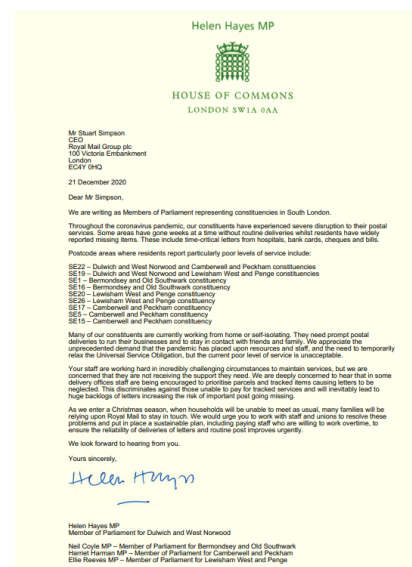 Helen Hayes MP
HOUSE OF COMMONS
LONDON SW1A 0AA
Mr Stuart Simpson
CEO
Royal Mail Group plc
100 Victoria Embankment
London
EC4Y 0HQ
21 December 2020
Dear Mr Simpson,
We are writing as Members of Parliament representing constituencies in South London.
Throughout the coronavirus pandemic, our constituents have experienced severe disruption to their postal
services. Some areas have gone weeks at a time without routine deliveries whilst residents have widely
reported missing items. These include time-critical letters from hospitals, bank cards, cheques and bills.
Postcode areas where residents report particularly poor levels of service include:
SE22 – Dulwich and West Norwood and Camberwell and Peckham constituencies
SE19 – Dulwich and West Norwood and Lewisham West and Penge constituencies
SE1 – Bermondsey and Old Southwark constituency
SE16 – Bermondsey and Old Southwark constituency
SE20 – Lewisham West and Penge constituency
SE26 – Lewisham West and Penge constituency
SE17 – Camberwell and Peckham constituency
SE5 – Camberwell and Peckham constituency
SE15 – Camberwell and Peckham constituency
Many of our constituents are currently working from home or self-isolating. They need prompt postal
deliveries to run their businesses and to stay in contact with friends and family. We appreciate the
unprecedented demand that the pandemic has placed upon resources and staff, and the need to temporarily
relax the Universal Service Obligation, but the current poor level of service is unacceptable.
Your staff are working hard in incredibly challenging circumstances to maintain services, but we are
concerned that they are not receiving the support they need. We are deeply concerned to hear that in some
delivery offices staff are being encouraged to prioritise parcels and tracked items causing letters to be
neglected. This discriminates against those unable to pay for tracked services and will inevitably lead to
huge backlogs of letters increasing the risk of important post going missing.
As we enter a Christmas season, when households will be unable to meet as usual, many families will be
relying upon Royal Mail to stay in touch. We would urge you to work with staff and unions to resolve these
problems and put in place a sustainable plan, including paying staff who are willing to work overtime, to
ensure the reliability of deliveries of letters and routine post improves urgently.
We look forward to hearing from you.
Yours sincerely,
Helen Hayes
Helen Hayes MP
Member of Parliament for Dulwich and West Norwood
Neil Coyle MP – Member of Parliament for Bermondsey and Old Southwark
Harriet Harman MP – Member of Parliament for Camberwell and Peckham
Ellie Reeves MP – Member of Parliament for Lewisham West and Penge